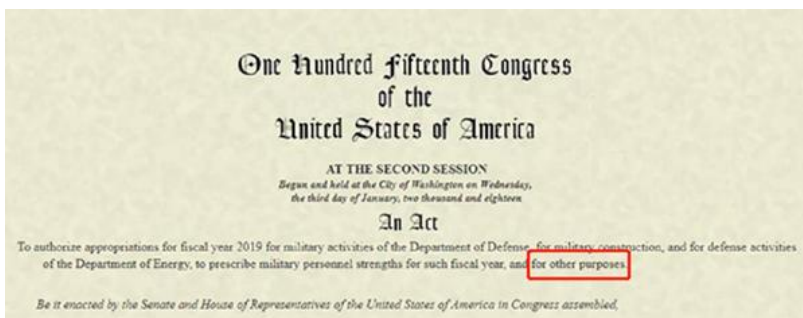 One Hundred Fifteenth Congress
of the
United States of America
AT THE SECOND SESSION
Begun and held at the City of Washington on Wednesday,
the third day of January, two thousand and eighteen
An Act
To authorize appropriations for fiscal year 2019 for military activities of the Department of Defense, for military construction, and for defense activities
of the Department of Energy, to prescribe military personnel strengths for such fiscal year, and for other purposes.
Be it enacted by the Senate and House of Representatives of the United States of America in Congress assembled,